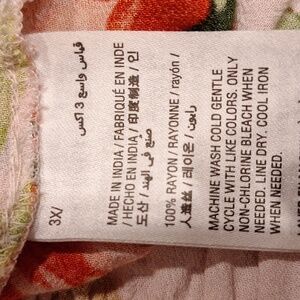 3X/
قياس واسع 3 اكس
MADE IN INDIA / FABRIQUÉ EN INDE
/ HECHO EN INDIA / 印度制造 / 인
도산 / صنع في الهند /
100% RAYON / RAYONNE / rayón /
人造丝 / 레이온 / رايون
MACHINE WASH COLD GENTLE
CYCLE WITH LIKE COLORS. ONLY
NON-CHLORINE BLEACH WHEN
NEEDED. LINE DRY. COOL IRON
WHEN NEEDED.